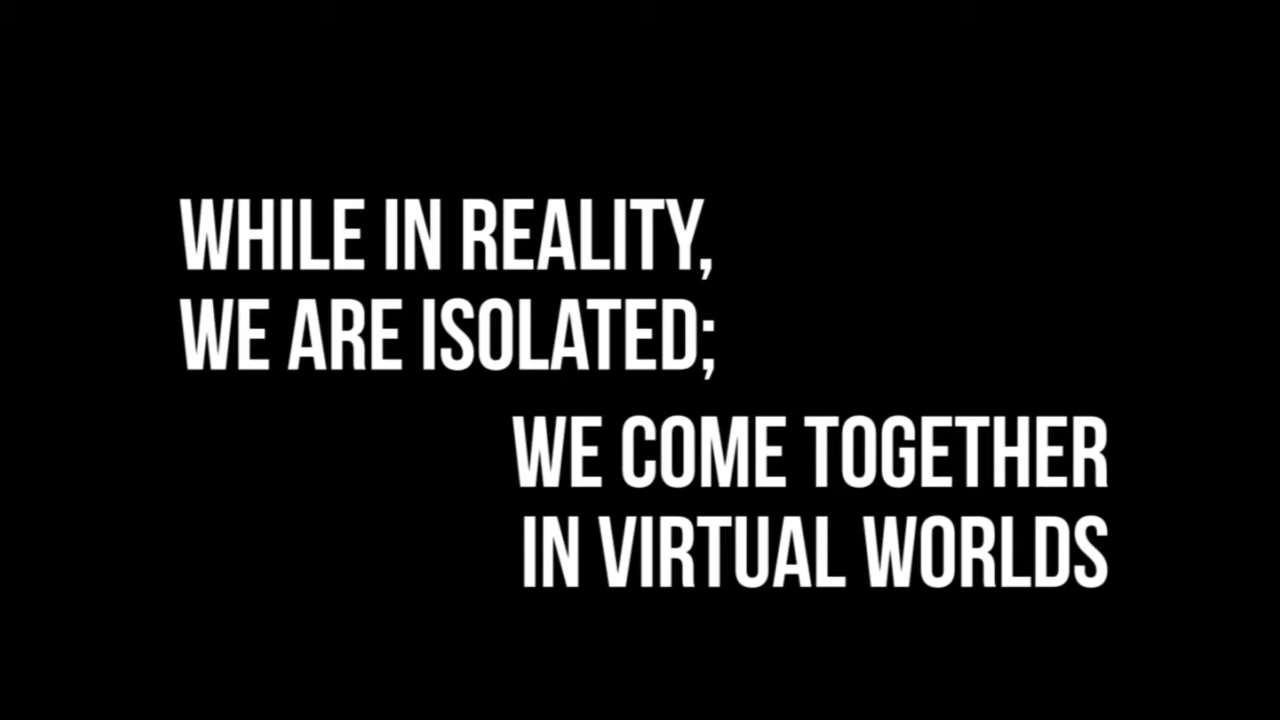 WHILE IN REALITY,
WE ARE ISOLATED;
WE COME TOGETHER
IN VIRTUAL WORLDS